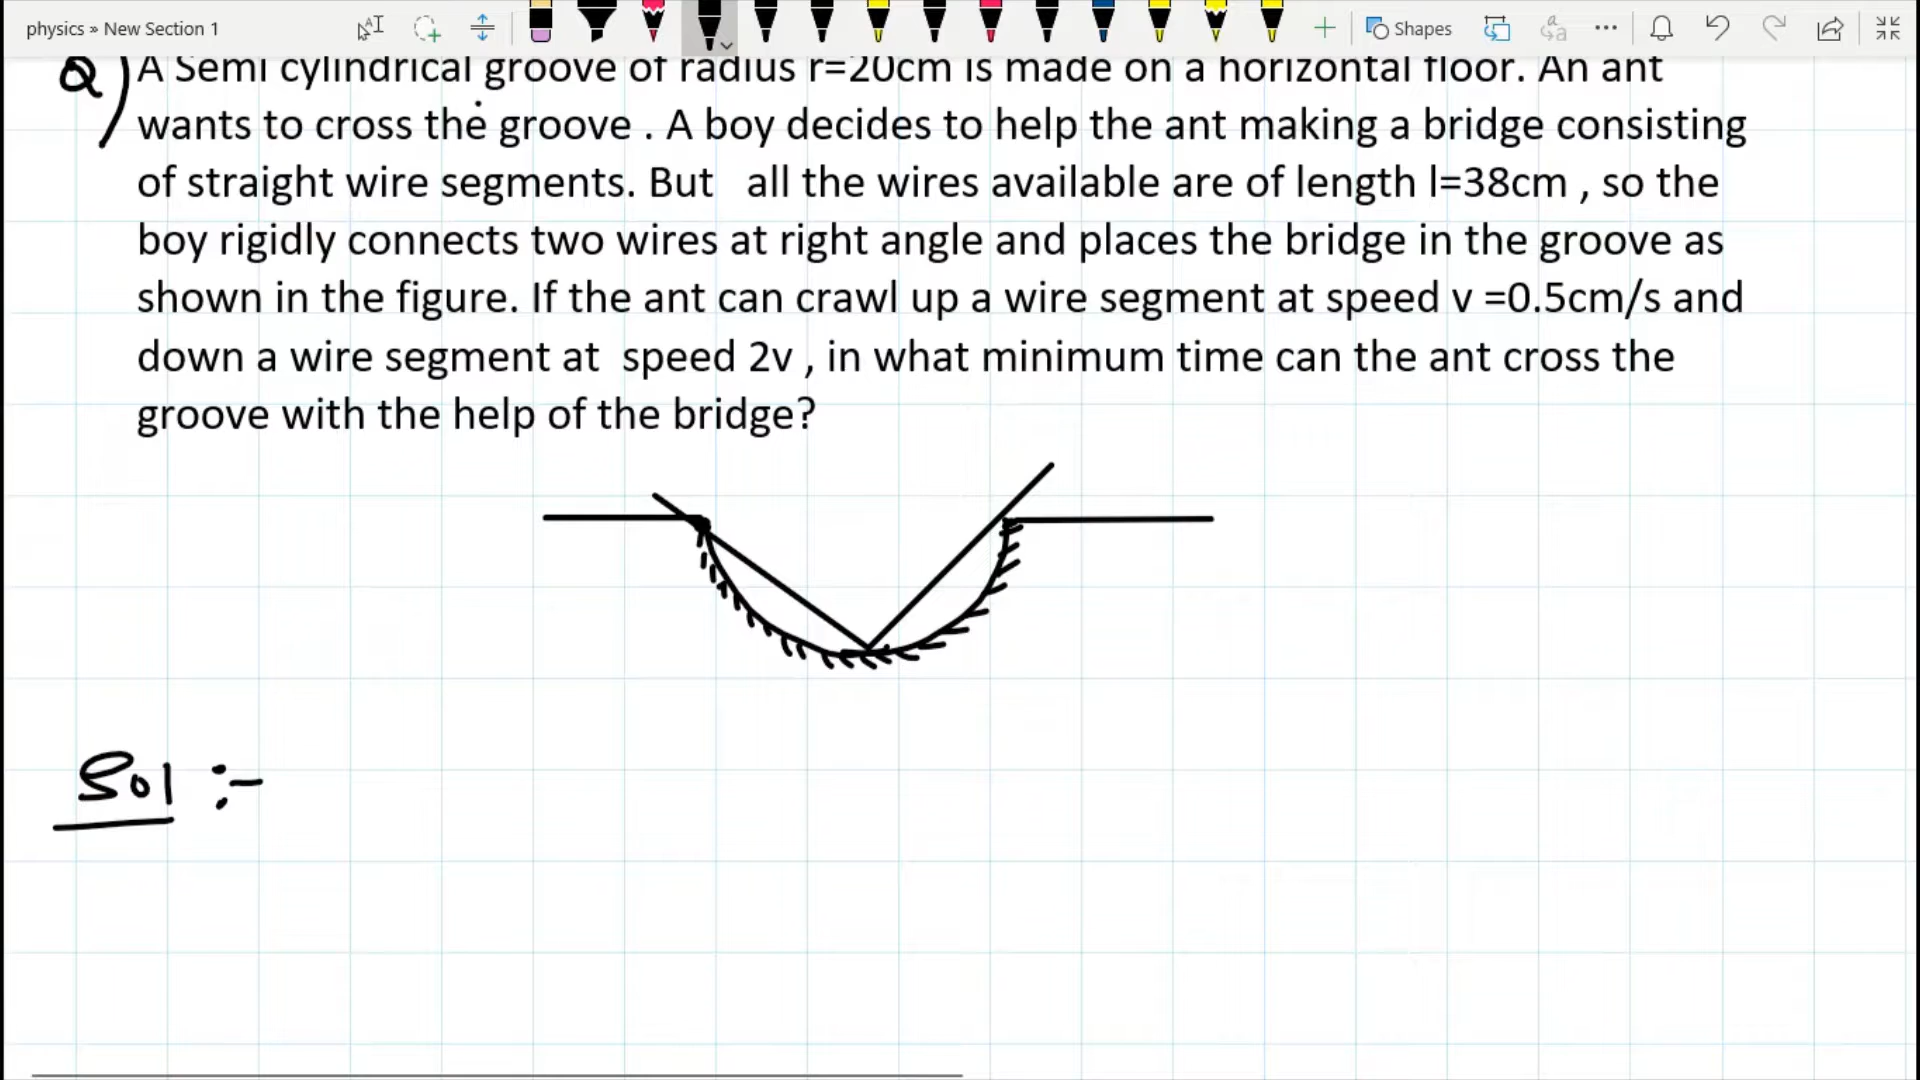 physics » New Section 1
Shapes
Q) A Semi cylindrical groove of radius r=20cm is made on a horizontal floor. An ant
wants to cross the groove . A boy decides to help the ant making a bridge consisting
of straight wire segments. But all the wires available are of length l=38cm , so the
boy rigidly connects two wires at right angle and places the bridge in the groove as
shown in the figure. If the ant can crawl up a wire segment at speed v =0.5cm/s and
down a wire segment at speed 2v , in what minimum time can the ant cross the
groove with the help of the bridge?
Sol :-